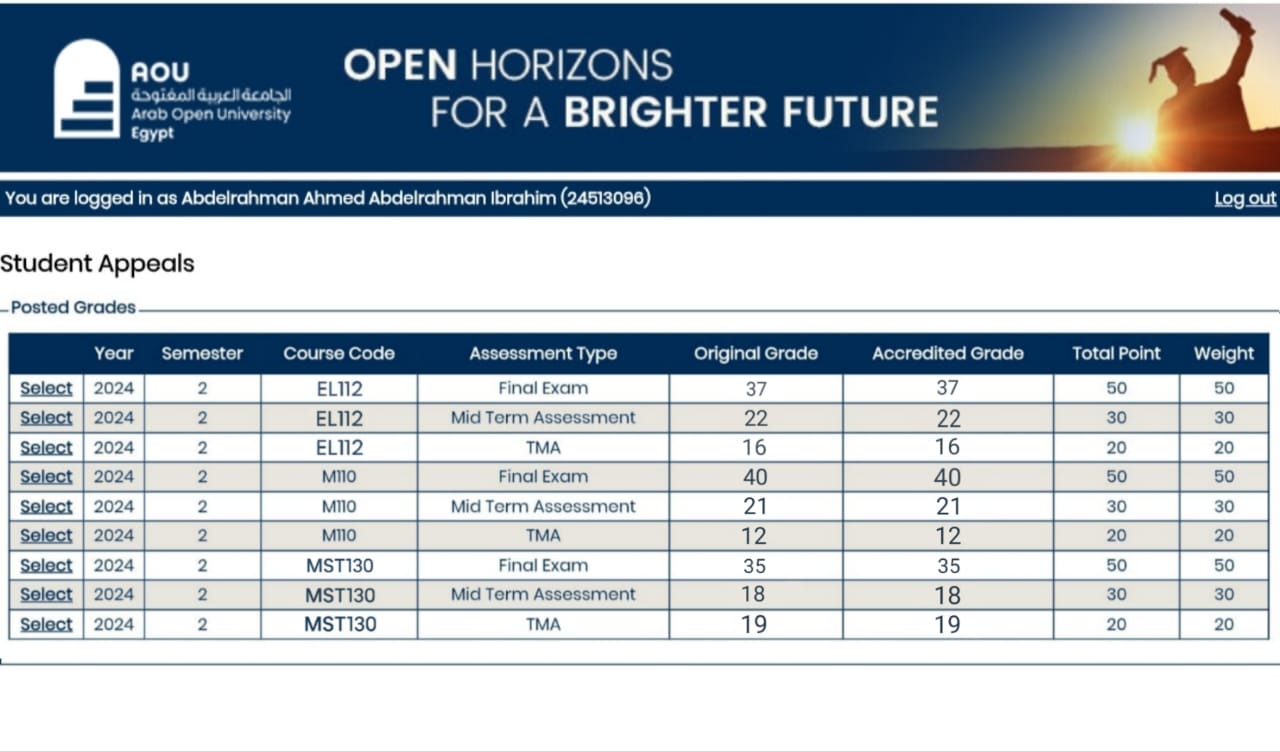 AOU
الجامعة العربية المفتوحة
Arab Open University
Egypt
OPEN HORIZONS
FOR A BRIGHTER FUTURE
You are logged in as Abdelrahman Ahmed Abdelrahman Ibrahim (24513096) Log out
Student Appeals
Posted Grades
Year Semester Course Code Assessment Type Original Grade Accredited Grade Total Point Weight
Select 2024 2 EL112 Final Exam 37 37 50 50
Select 2024 2 EL112 Mid Term Assessment 22 22 30 30
Select 2024 2 EL112 TMA 16 16 20 20
Select 2024 2 M110 Final Exam 40 40 50 50
Select 2024 2 M110 Mid Term Assessment 21 21 30 30
Select 2024 2 M110 TMA 12 12 20 20
Select 2024 2 MST130 Final Exam 35 35 50 50
Select 2024 2 MST130 Mid Term Assessment 18 18 30 30
Select 2024 2 MST130 TMA 19 19 20 20